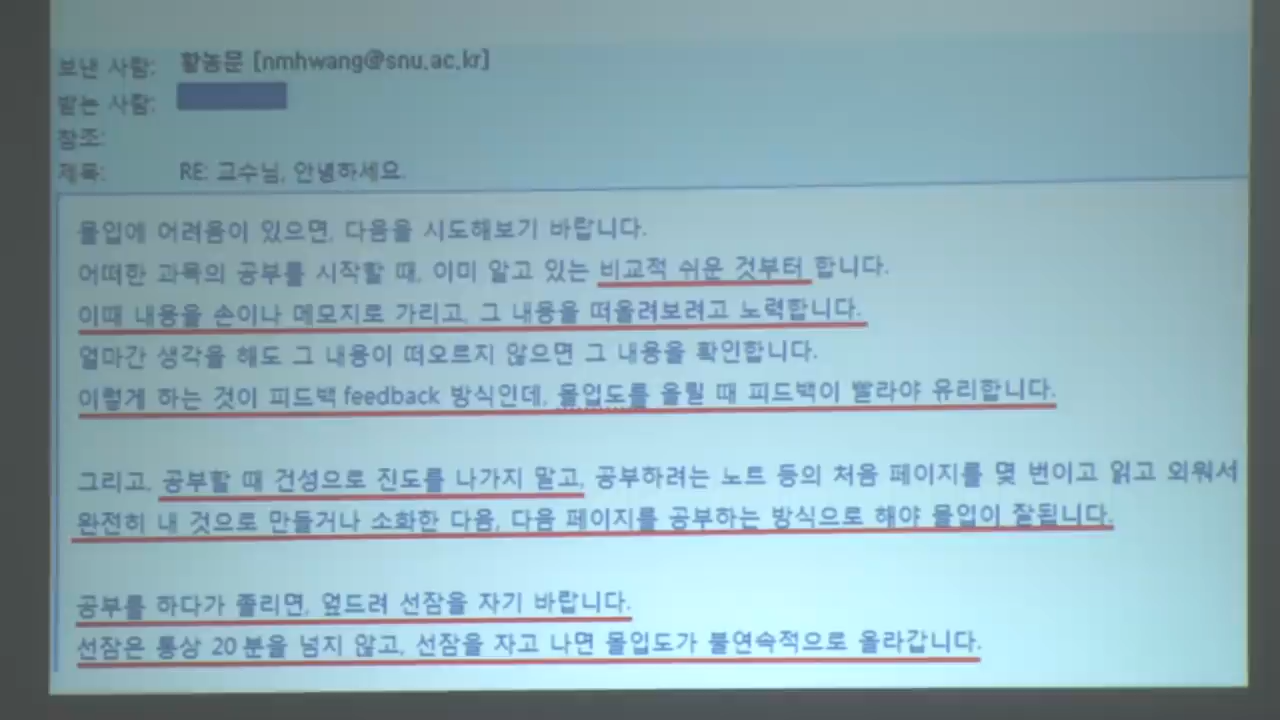 보낸 사람: 황농문 [nmhwang@snu.ac.kr]
받는 사람:
참조:
제목: RE: 교수님, 안녕하세요.
몰입에 어려움이 있으면, 다음을 시도해보기 바랍니다.
어떠한 과목의 공부를 시작할 때, 이미 알고 있는 비교적 쉬운 것부터 합니다.
이때 내용을 손이나 메모지로 가리고, 그 내용을 떠올려보려고 노력합니다.
얼마간 생각을 해도 그 내용이 떠오르지 않으면 그 내용을 확인합니다.
이렇게 하는 것이 피드백 feedback 방식인데, 몰입도를 올릴 때 피드백이 빨라야 유리합니다.
그리고, 공부할 때 건성으로 진도를 나가지 말고, 공부하려는 노트 등의 처음 페이지를 몇 번이고 읽고 외워서
완전히 내 것으로 만들거나 소화한 다음, 다음 페이지를 공부하는 방식으로 해야 몰입이 잘됩니다.
공부를 하다가 졸리면, 엎드려 선잠을 자기 바랍니다.
선잠은 통상 20분을 넘지 않고, 선잠을 자고 나면 몰입도가 불연속적으로 올라갑니다.